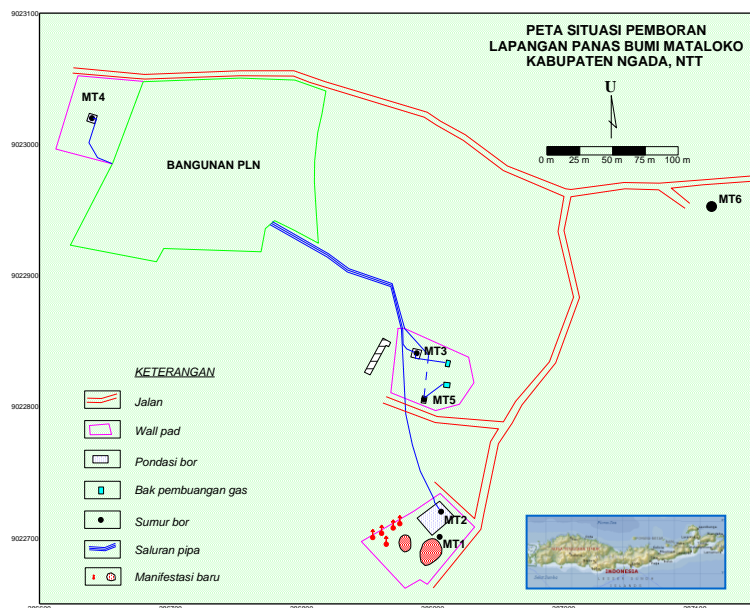 9023100
9023000
9022900
9022800
9022700
PETA SITUASI PEMBORAN
LAPANGAN PANAS BUMI MATALOKO
KABUPATEN NGADA, NTT
U
0 m 25 m 50 m 75 m 100 m
MT4
BANGUNAN PLN
MT6
MT3
MT5
MT2
MT1
KETERANGAN
Jalan
Wall pad
Pondasi bor
Bak pembuangan gas
Sumur bor
Saluran pipa
Manifestasi baru
INDONESIA